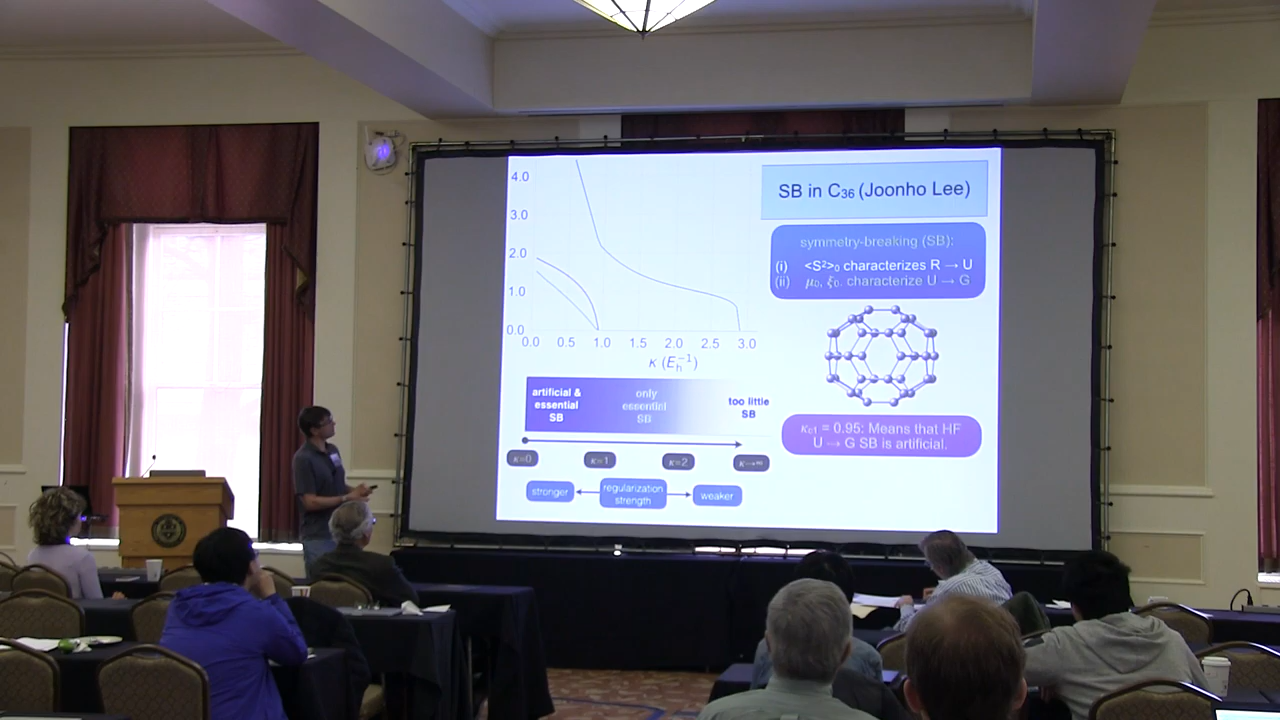 4.0
3.0
2.0
1.0
0.0
0.0 0.5 1.0 1.5 2.0 2.5 3.0
κ (E_h^{-1})
artificial & essential SB
only essential SB
too little SB
κ=0
κ=1
κ=2
κ→∞
stronger
regularization strength
weaker
SB in C₃₆ (Joonho Lee)
symmetry-breaking (SB):
(i) <S²>₀ characterizes R → U
(ii) μ₀, ξ₀, characterize U → G
κc1 = 0.95: Means that HF
U → G SB is artificial.